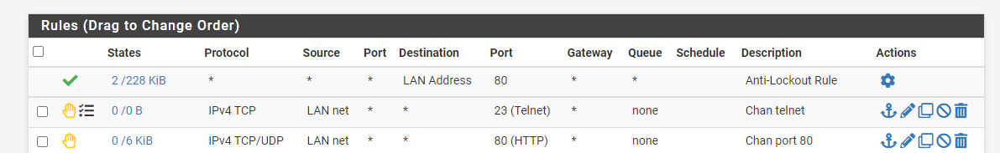 Rules (Drag to Change Order)
States Protocol Source Port Destination Port Gateway Queue Schedule Description Actions
2 /228 KiB * * * LAN Address 80 * * Anti-Lockout Rule
0 /0 B IPv4 TCP LAN net * * 23 (Telnet) * none Chan telnet
0 /6 KiB IPv4 TCP/UDP LAN net * * 80 (HTTP) * none Chan port 80